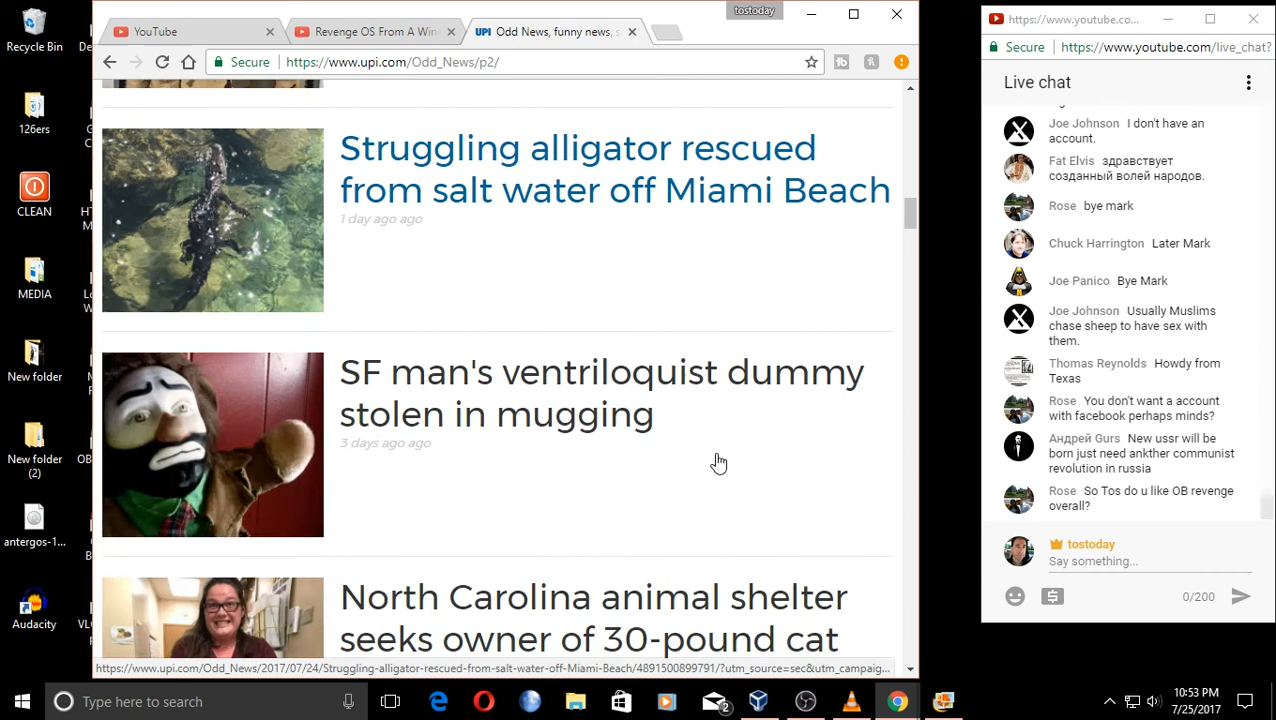 tostoday
YouTube
Revenge OS From A Win
UPI Odd News, funny news, s
Secure https://www.upi.com/Odd_News/p2/
Struggling alligator rescued
from salt water off Miami Beach
1 day ago ago
SF man's ventriloquist dummy
stolen in mugging
3 days ago ago
North Carolina animal shelter
seeks owner of 30-pound cat
https://www.upi.com/Odd_News/2017/07/24/Struggling-alligator-rescued-from-salt-water-off-Miami-Beach/4891500899791/?utm_source=sec&utm_campaig...
Recycle Bin
126ers
CLEAN
MEDIA
New folder
New folder
(2)
antergos-1...
Audacity
https://www.youtube.co...
Secure https://www.youtube.com/live_chat?
Live chat
Joe Johnson I don't have an
account.
Fat Elvis здравствует
созданный волей народов.
Rose bye mark
Chuck Harrington Later Mark
Joe Panico Bye Mark
Joe Johnson Usually Muslims
chase sheep to have sex with
them.
Thomas Reynolds Howdy from
Texas
Rose You don't want a account
with facebook perhaps minds?
Андрей Gurs New ussr will be
born just need ankther communist
revolution in russia
Rose So Tos do u like OB revenge
overall?
tostoday
Say something...
0/200
Type here to search
2
10:53 PM
7/25/2017